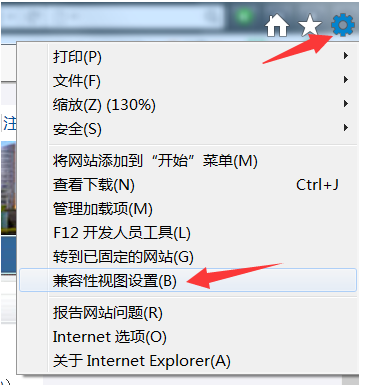 注
打印(P)
文件(F)
缩放(Z) (130%)
安全(S)
将网站添加到“开始”菜单(M)
查看下载(N) Ctrl+J
管理加载项(M)
F12 开发人员工具(L)
转到已固定的网站(G)
兼容性视图设置(B)
报告网站问题(R)
Internet 选项(O)
关于 Internet Explorer(A)